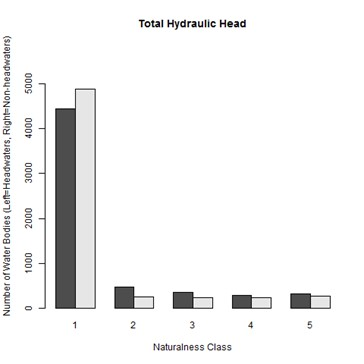 Total Hydraulic Head
Number of Water Bodies (Left=Headwaters, Right=Non-headwaters)
5000
4000
3000
2000
1000
0
1 2 3 4 5
Naturalness Class